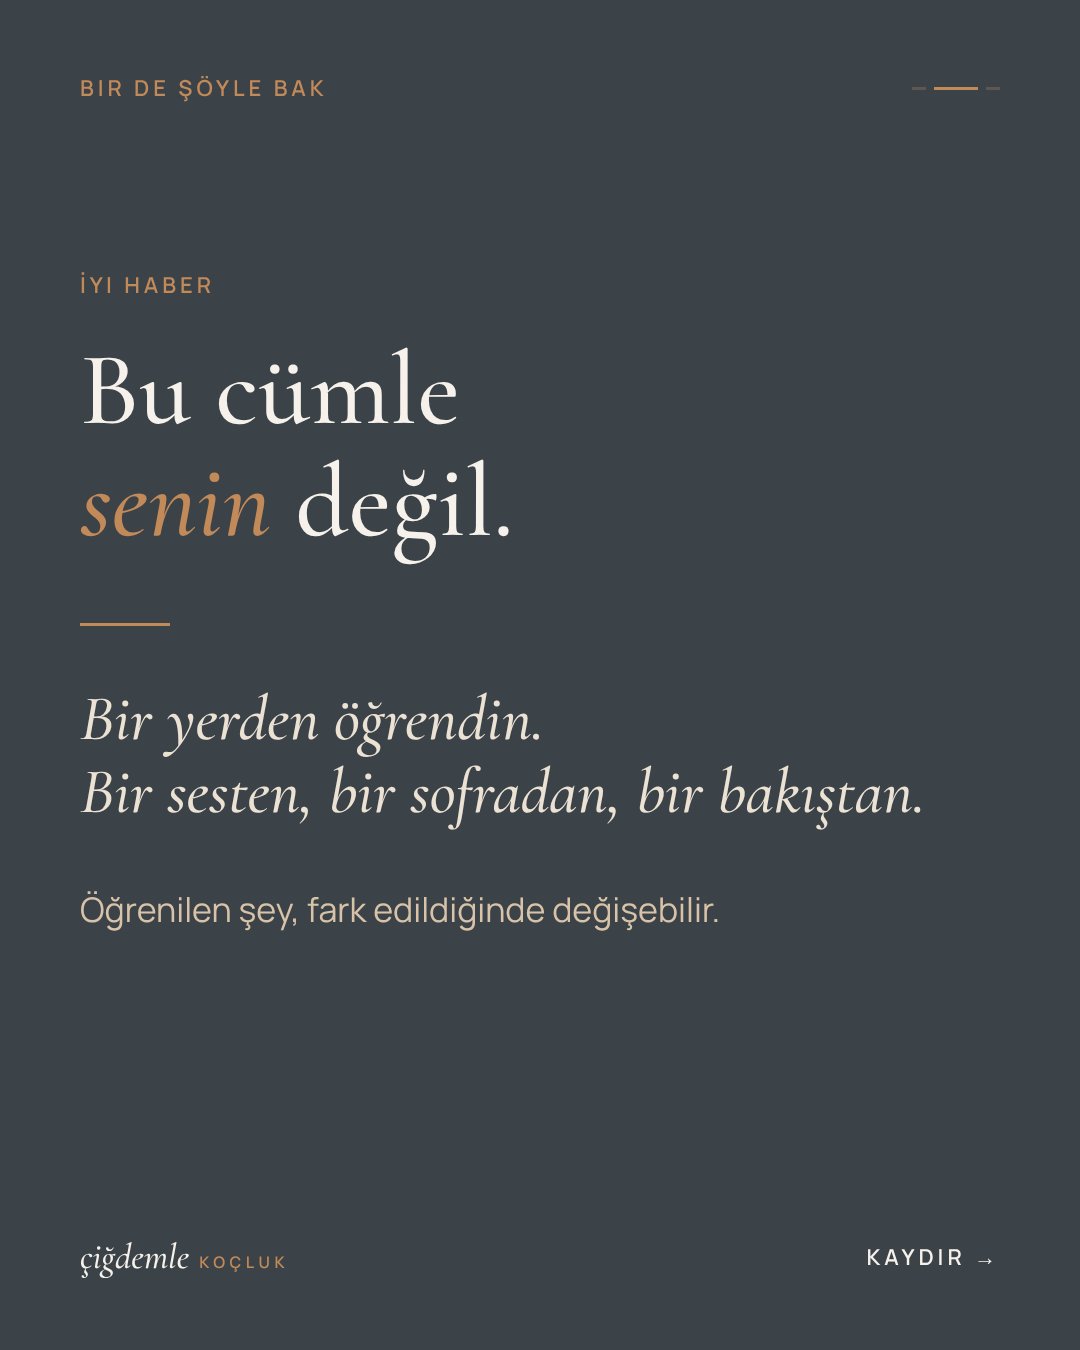 BIR DE ŞÖYLE BAK
İYI HABER
Bu cümle
senin değil.
Bir yerden öğrendin.
Bir sesten, bir sofradan, bir bakıştan.
Öğrenilen şey, fark edildiğinde değişebilir.
çiğdemle KOÇLUK
KAYDIR →